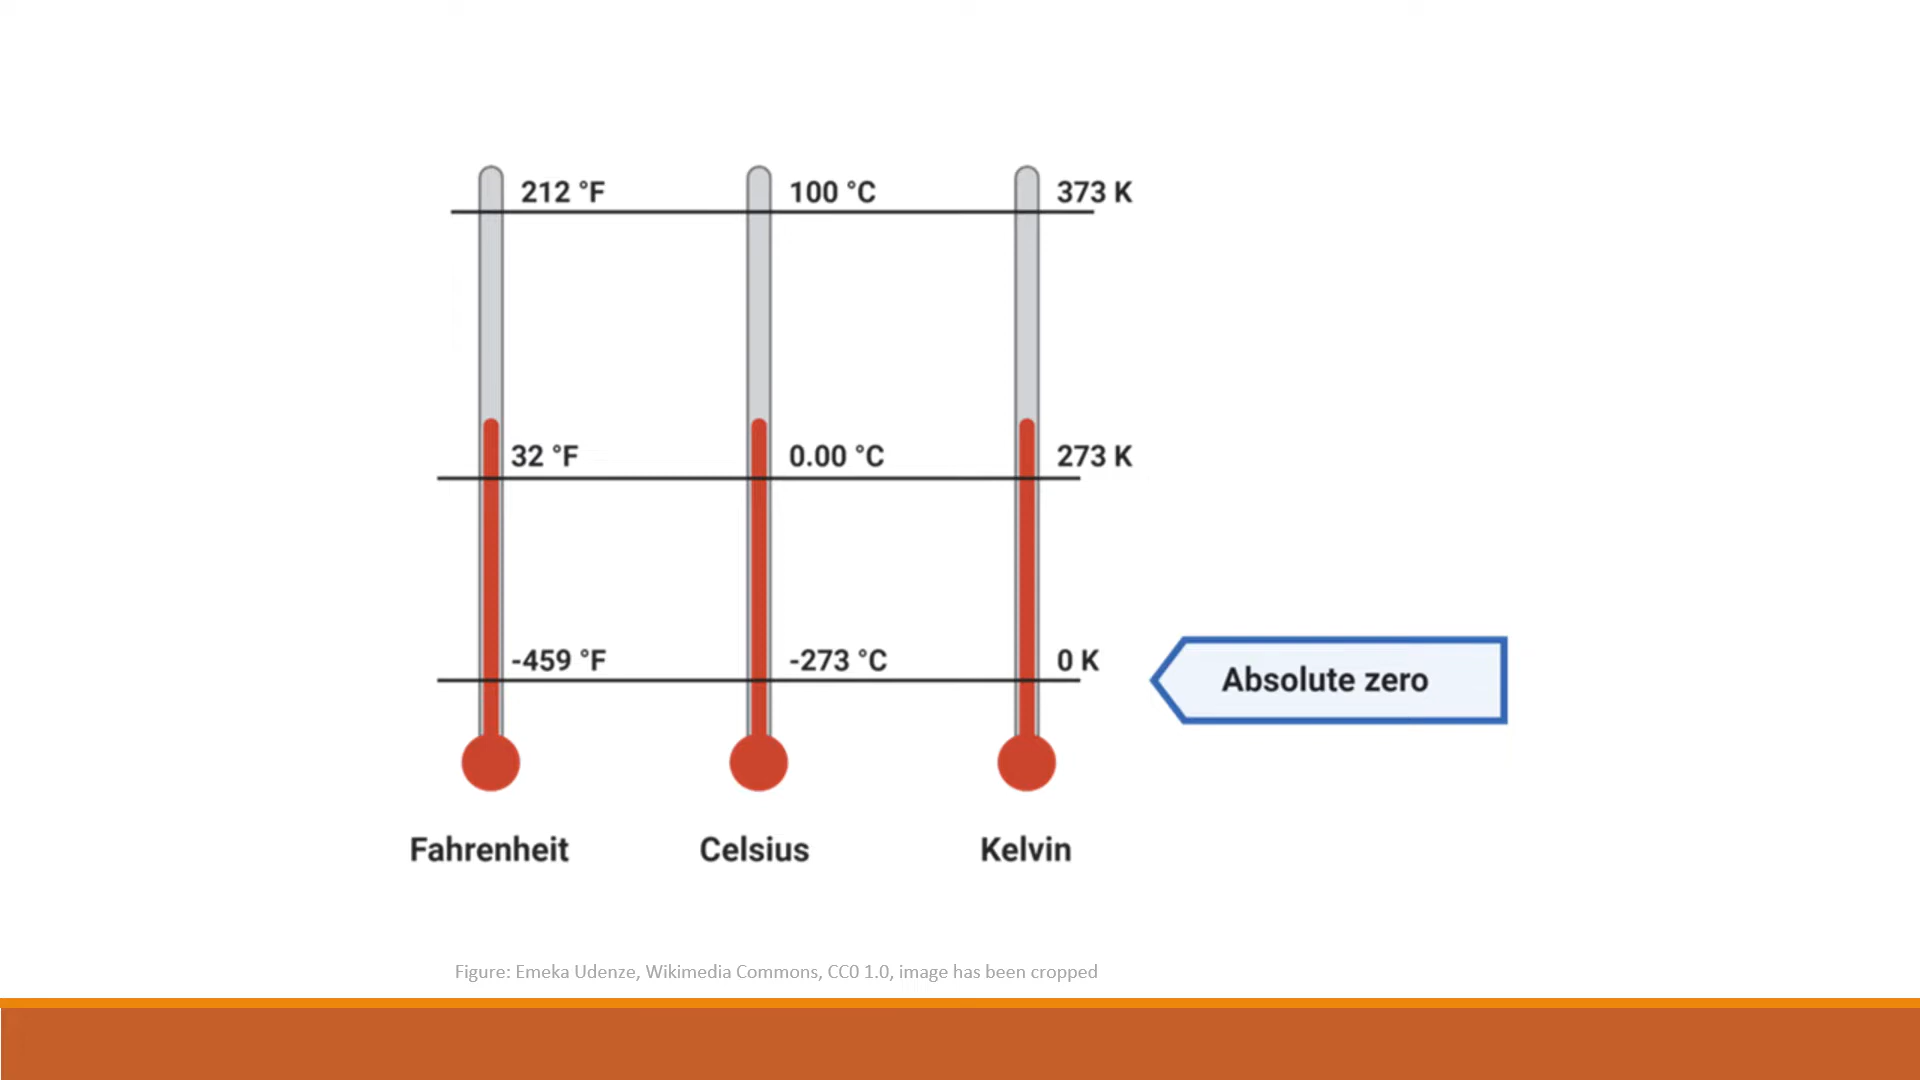 212 °F 100 °C 373 K
32 °F 0.00 °C 273 K
-459 °F -273 °C 0 K
Absolute zero
Fahrenheit Celsius Kelvin
Figure: Emeka Udenze, Wikimedia Commons, CC0 1.0, image has been cropped